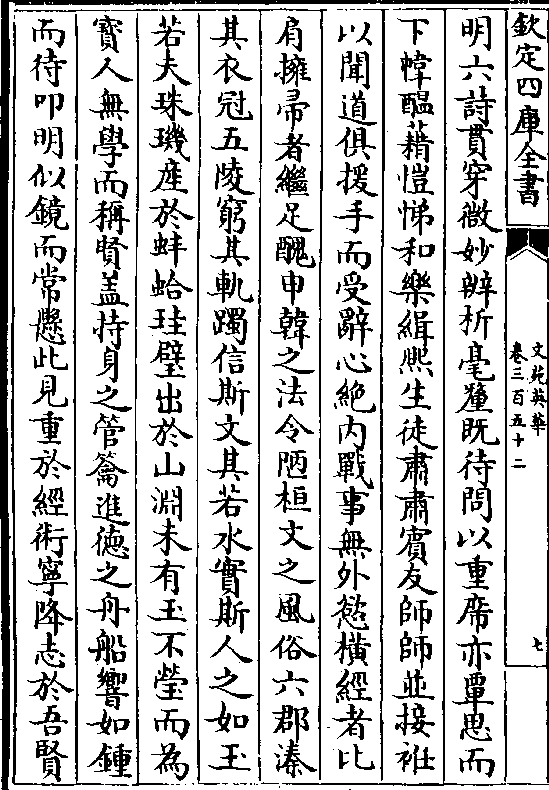 欽定四庫全書
文苑英華
卷三百五十二
七
明六詩貫穿微妙辨析毫釐既待問以重席亦覃思而
下幃醖藉愷悌和樂緝熈生徒肅肅賓友師師並接袵
以聞道俱援手而受辭心絶内戰事無外慾横經者比
肩擁帚者繼足醜申韓之法令陋桓文之風俗六郡溱
其衣冠五陵窮其軌躅信斯文其若水實斯人之如玉
若夫珠璣産於蚌蛤珪璧出於山淵未有玉不瑩而為
寳人無學而稱賢盖持身之管籥進徳之舟船響如鍾
而待叩明似鏡而常懸此見重於經術寧降志於吾賢